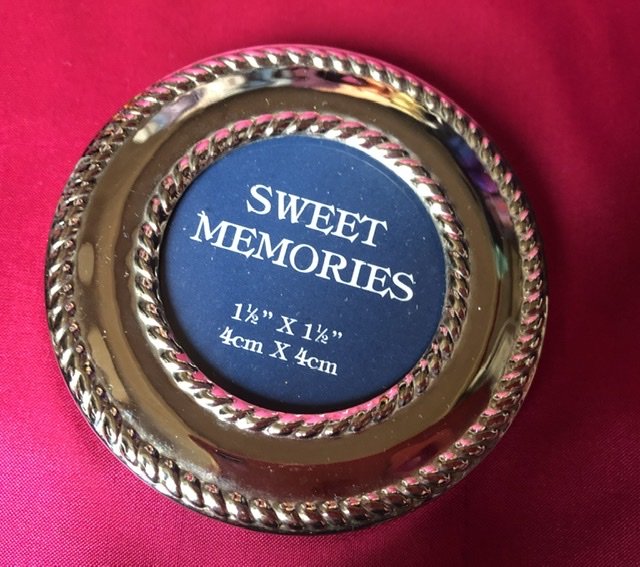 SWEET
MEMORIES
1½” X 1½”
4cm X 4cm